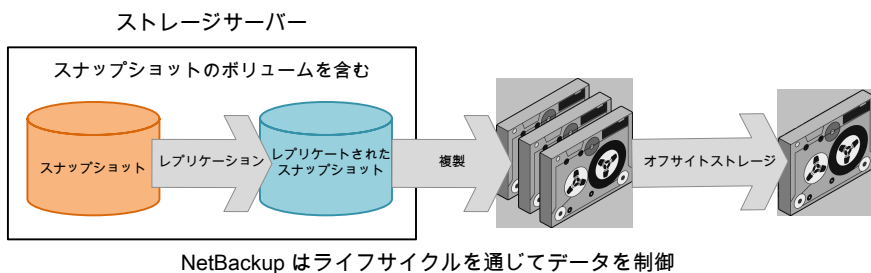 ストレージサーバー
スナップショットのボリュームを含む
スナップショット
レプリケーション
レプリケートされた
スナップショット
複製
オフサイトストレージ
NetBackup はライフサイクルを通じてデータを制御